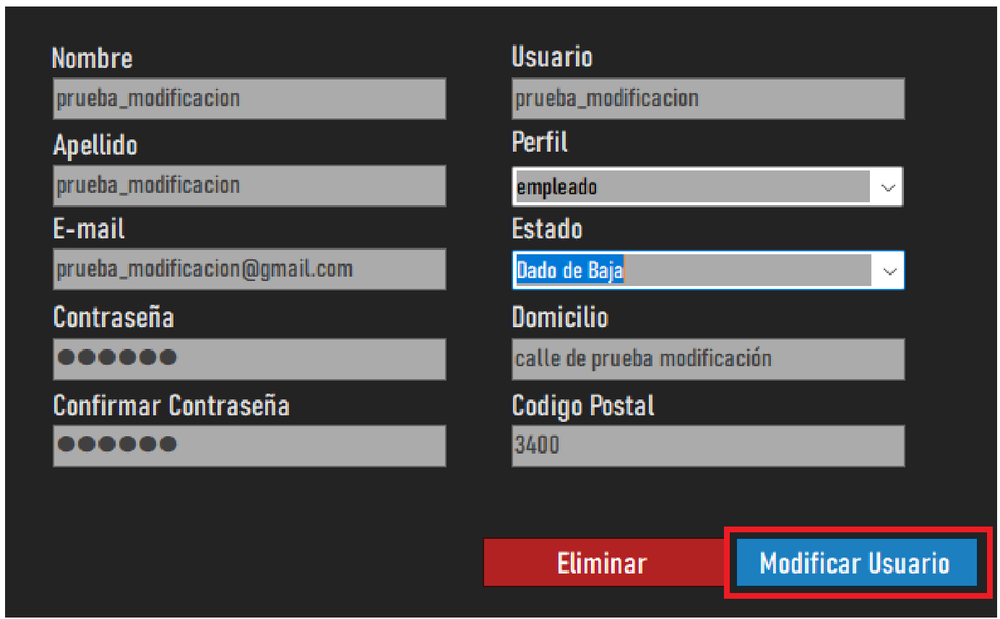 Nombre
prueba_modificacion
Apellido
prueba_modificacion
E-mail
prueba_modificacion@gmail.com
Contraseña
●●●●●●
Confirmar Contraseña
●●●●●●
Usuario
prueba_modificacion
Perfil
empleado
Estado
Dado de Baja
Domicilio
calle de prueba modificación
Codigo Postal
3400
Eliminar
Modificar Usuario